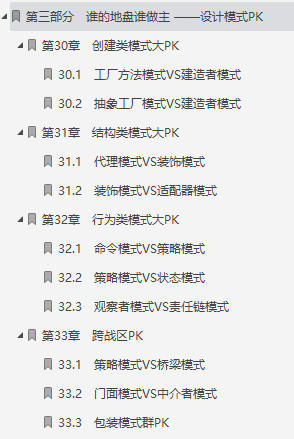 第三部分 谁的地盘谁做主 ——设计模式PK
第30章 创建类模式大PK
30.1 工厂方法模式VS建造者模式
30.2 抽象工厂模式VS建造者模式
第31章 结构类模式大PK
31.1 代理模式VS装饰模式
31.2 装饰模式VS适配器模式
第32章 行为类模式大PK
32.1 命令模式VS策略模式
32.2 策略模式VS状态模式
32.3 观察者模式VS责任链模式
第33章 跨战区PK
33.1 策略模式VS桥梁模式
33.2 门面模式VS中介者模式
33.3 包装模式群PK